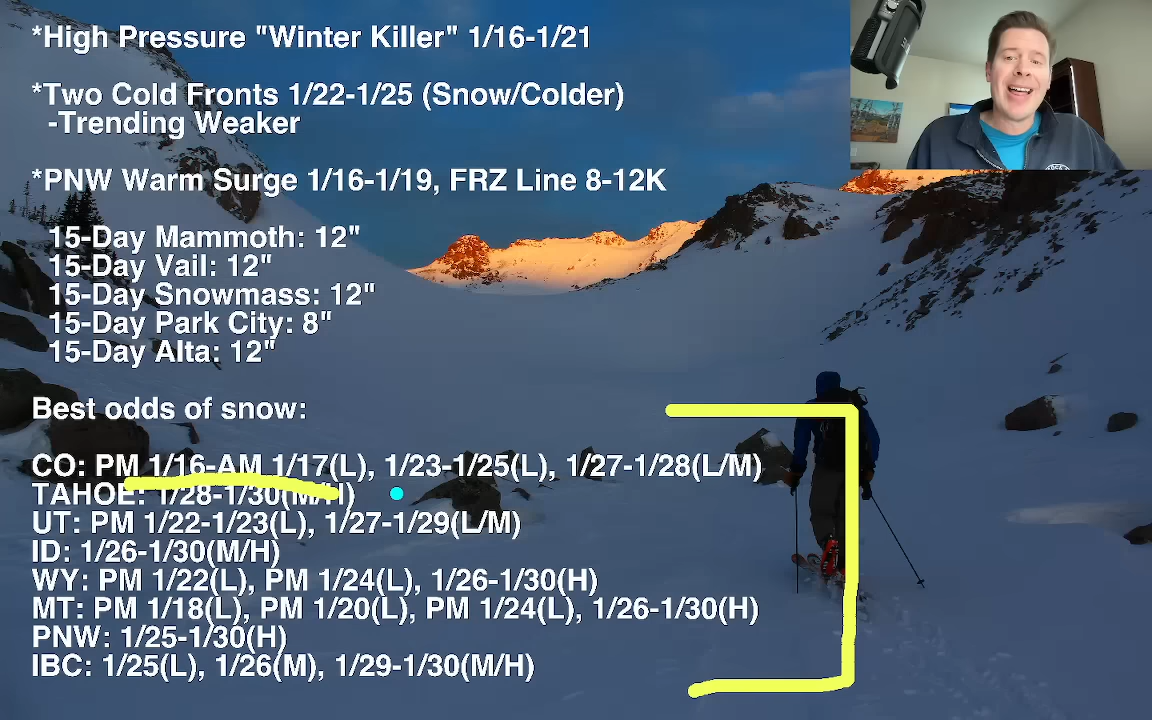 *High Pressure "Winter Killer" 1/16-1/21
*Two Cold Fronts 1/22-1/25 (Snow/Colder)
-Trending Weaker
*PNW Warm Surge 1/16-1/19, FRZ Line 8-12K
15-Day Mammoth: 12"
15-Day Vail: 12"
15-Day Snowmass: 12"
15-Day Park City: 8"
15-Day Alta: 12"
Best odds of snow:
CO: PM 1/16-AM 1/17(L), 1/23-1/25(L), 1/27-1/28(L/M)
TAHOE: 1/28-1/30(M/H)
UT: PM 1/22-1/23(L), 1/27-1/29(L/M)
ID: 1/26-1/30(M/H)
WY: PM 1/22(L), PM 1/24(L), 1/26-1/30(H)
MT: PM 1/18(L), PM 1/20(L), PM 1/24(L), 1/26-1/30(H)
PNW: 1/25-1/30(H)
IBC: 1/25(L), 1/26(M), 1/29-1/30(M/H)